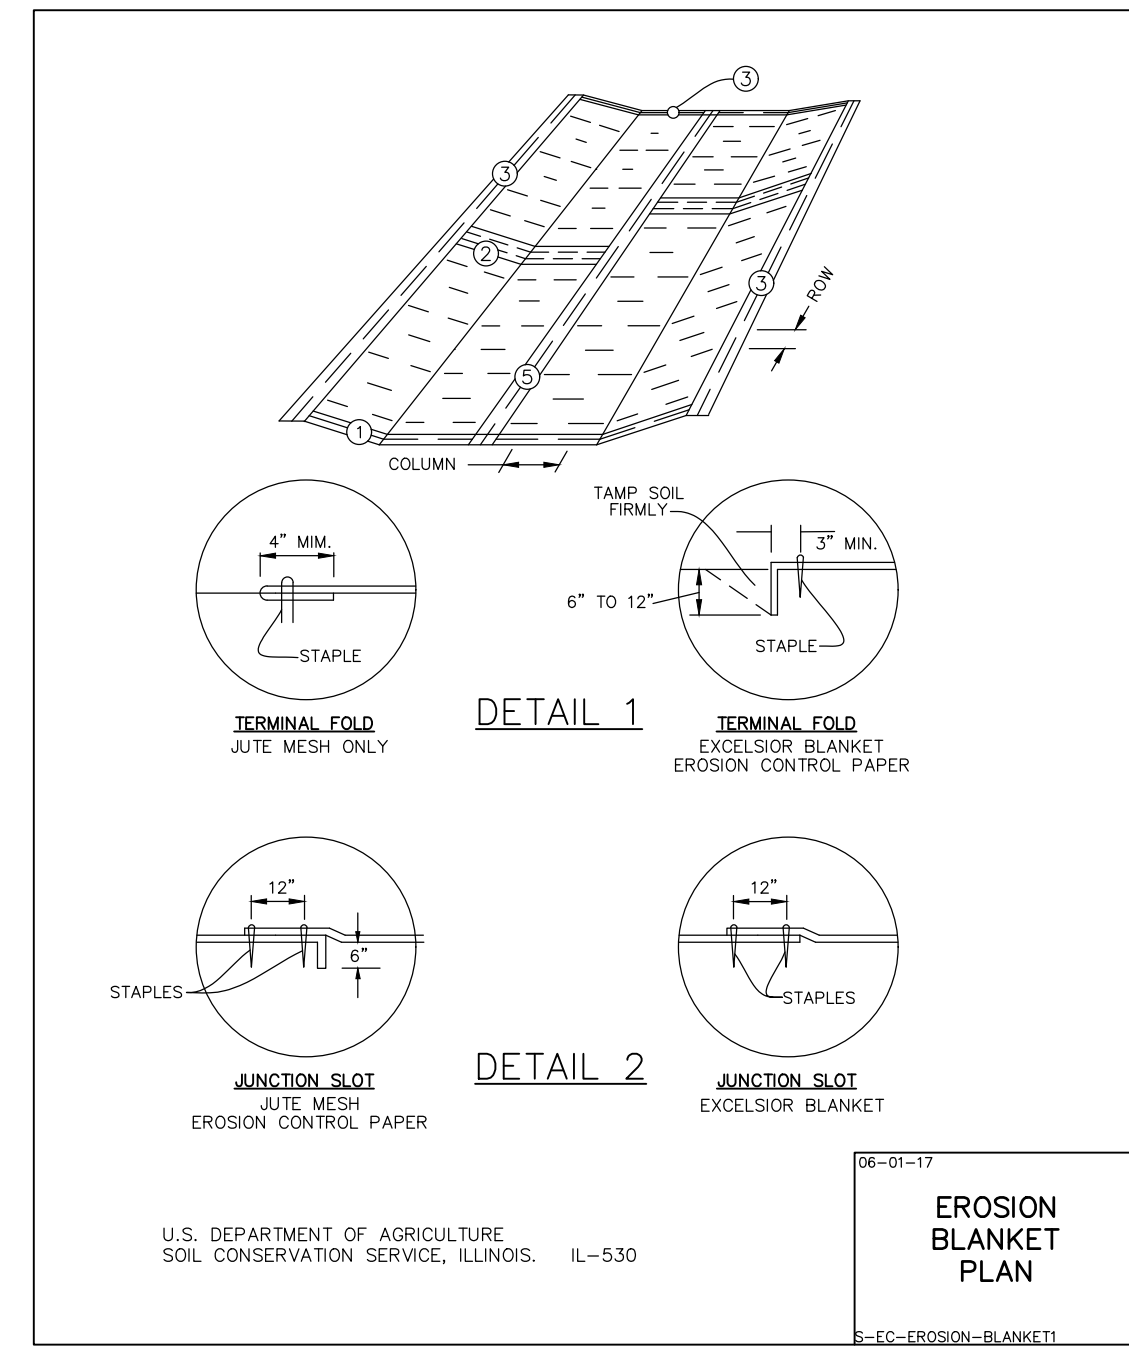 3
3
2
3
ROW
5
1
COLUMN
TAMP SOIL
FIRMLY
4” MIM.
3” MIN.
6” TO 12”
STAPLE
STAPLE
DETAIL 1
TERMINAL FOLD
JUTE MESH ONLY
TERMINAL FOLD
EXCELSIOR BLANKET
EROSION CONTROL PAPER
12”
6”
STAPLES
12”
STAPLES
DETAIL 2
JUNCTION SLOT
JUTE MESH
EROSION CONTROL PAPER
JUNCTION SLOT
EXCELSIOR BLANKET
06-01-17
EROSION
BLANKET
PLAN
U.S. DEPARTMENT OF AGRICULTURE
SOIL CONSERVATION SERVICE, ILLINOIS. IL-530
S-EC-EROSION-BLANKET1